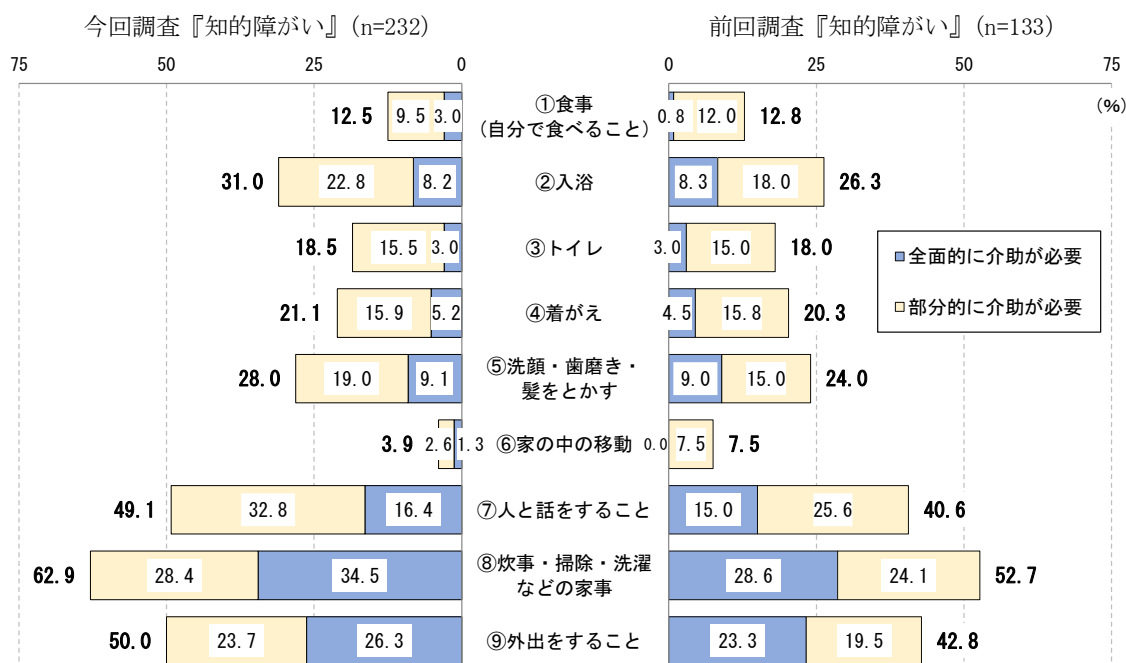 今回調査『知的障がい』(n=232)
前回調査『知的障がい』(n=133)
75 50 25 0
0 25 50 75
(%)
12.5 9.5 3.0 ①食事 0.8 12.0 12.8
(自分で食べること)
31.0 22.8 8.2 ②入浴 8.3 18.0 26.3
18.5 15.5 3.0 ③トイレ 3.0 15.0 18.0
全面的に介助が必要
部分的に介助が必要
21.1 15.9 5.2 ④着がえ 4.5 15.8 20.3
28.0 19.0 9.1 ⑤洗顔・歯磨き・ 9.0 15.0 24.0
髪をとかす
3.9 2.6 1.3 ⑥家の中の移動 0.0 7.5 7.5
49.1 32.8 16.4 ⑦人と話をすること 15.0 25.6 40.6
62.9 28.4 34.5 ⑧炊事・掃除・洗濯 28.6 24.1 52.7
などの家事
50.0 23.7 26.3 ⑨外出をすること 23.3 19.5 42.8